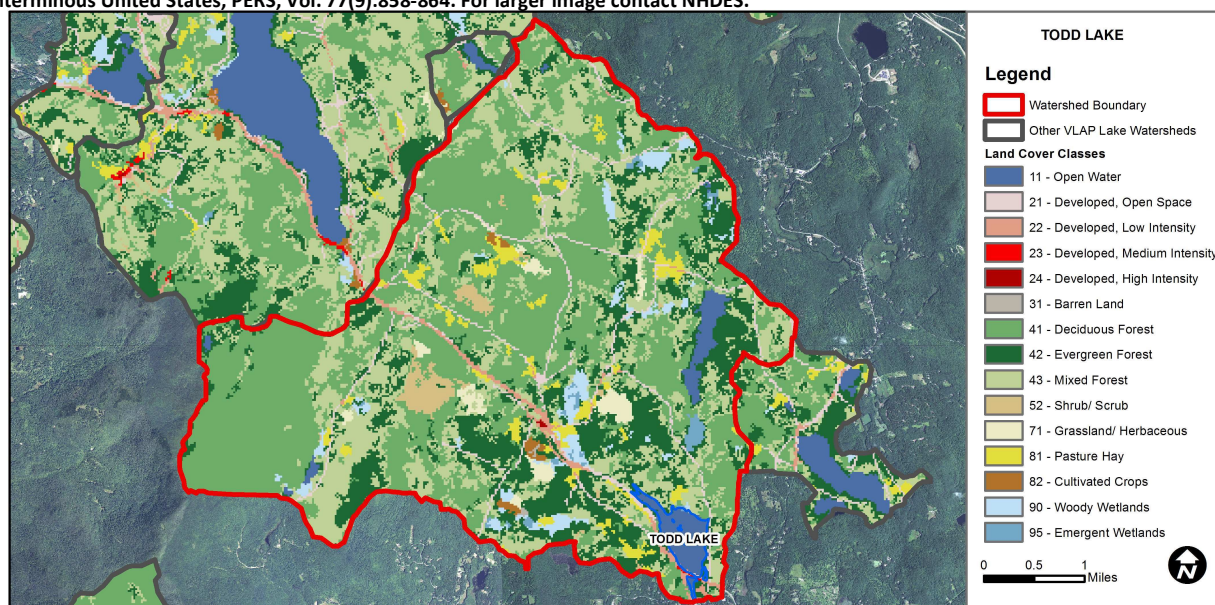 nterminous United States, PERS, Vol. 77(9):858-864. For larger image contact NHDES.
TODD LAKE
TODD LAKE
Legend
Watershed Boundary
Other VLAP Lake Watersheds
Land Cover Classes
11 - Open Water
21 - Developed, Open Space
22 - Developed, Low Intensity
23 - Developed, Medium Intensity
24 - Developed, High Intensity
31 - Barren Land
41 - Deciduous Forest
42 - Evergreen Forest
43 - Mixed Forest
52 - Shrub/ Scrub
71 - Grassland/ Herbaceous
81 - Pasture Hay
82 - Cultivated Crops
90 - Woody Wetlands
95 - Emergent Wetlands
0 0.5 1
Miles
N